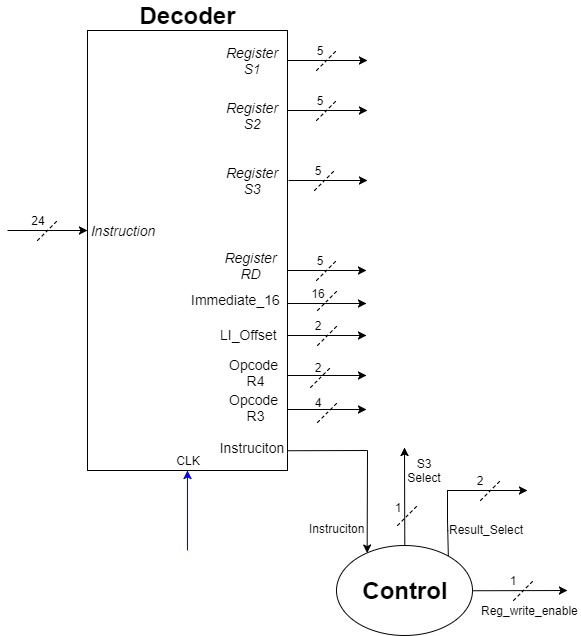 Decoder
Register
S1
5
Register
S2
5
Register
S3
5
24
Instruction
Register
RD
5
Immediate_16
16
LI_Offset
2
Opcode
R4
2
Opcode
R3
4
Instruciton
CLK
S3
Select
2
1
Instruciton
Result_Select
Control
1
Reg_write_enable